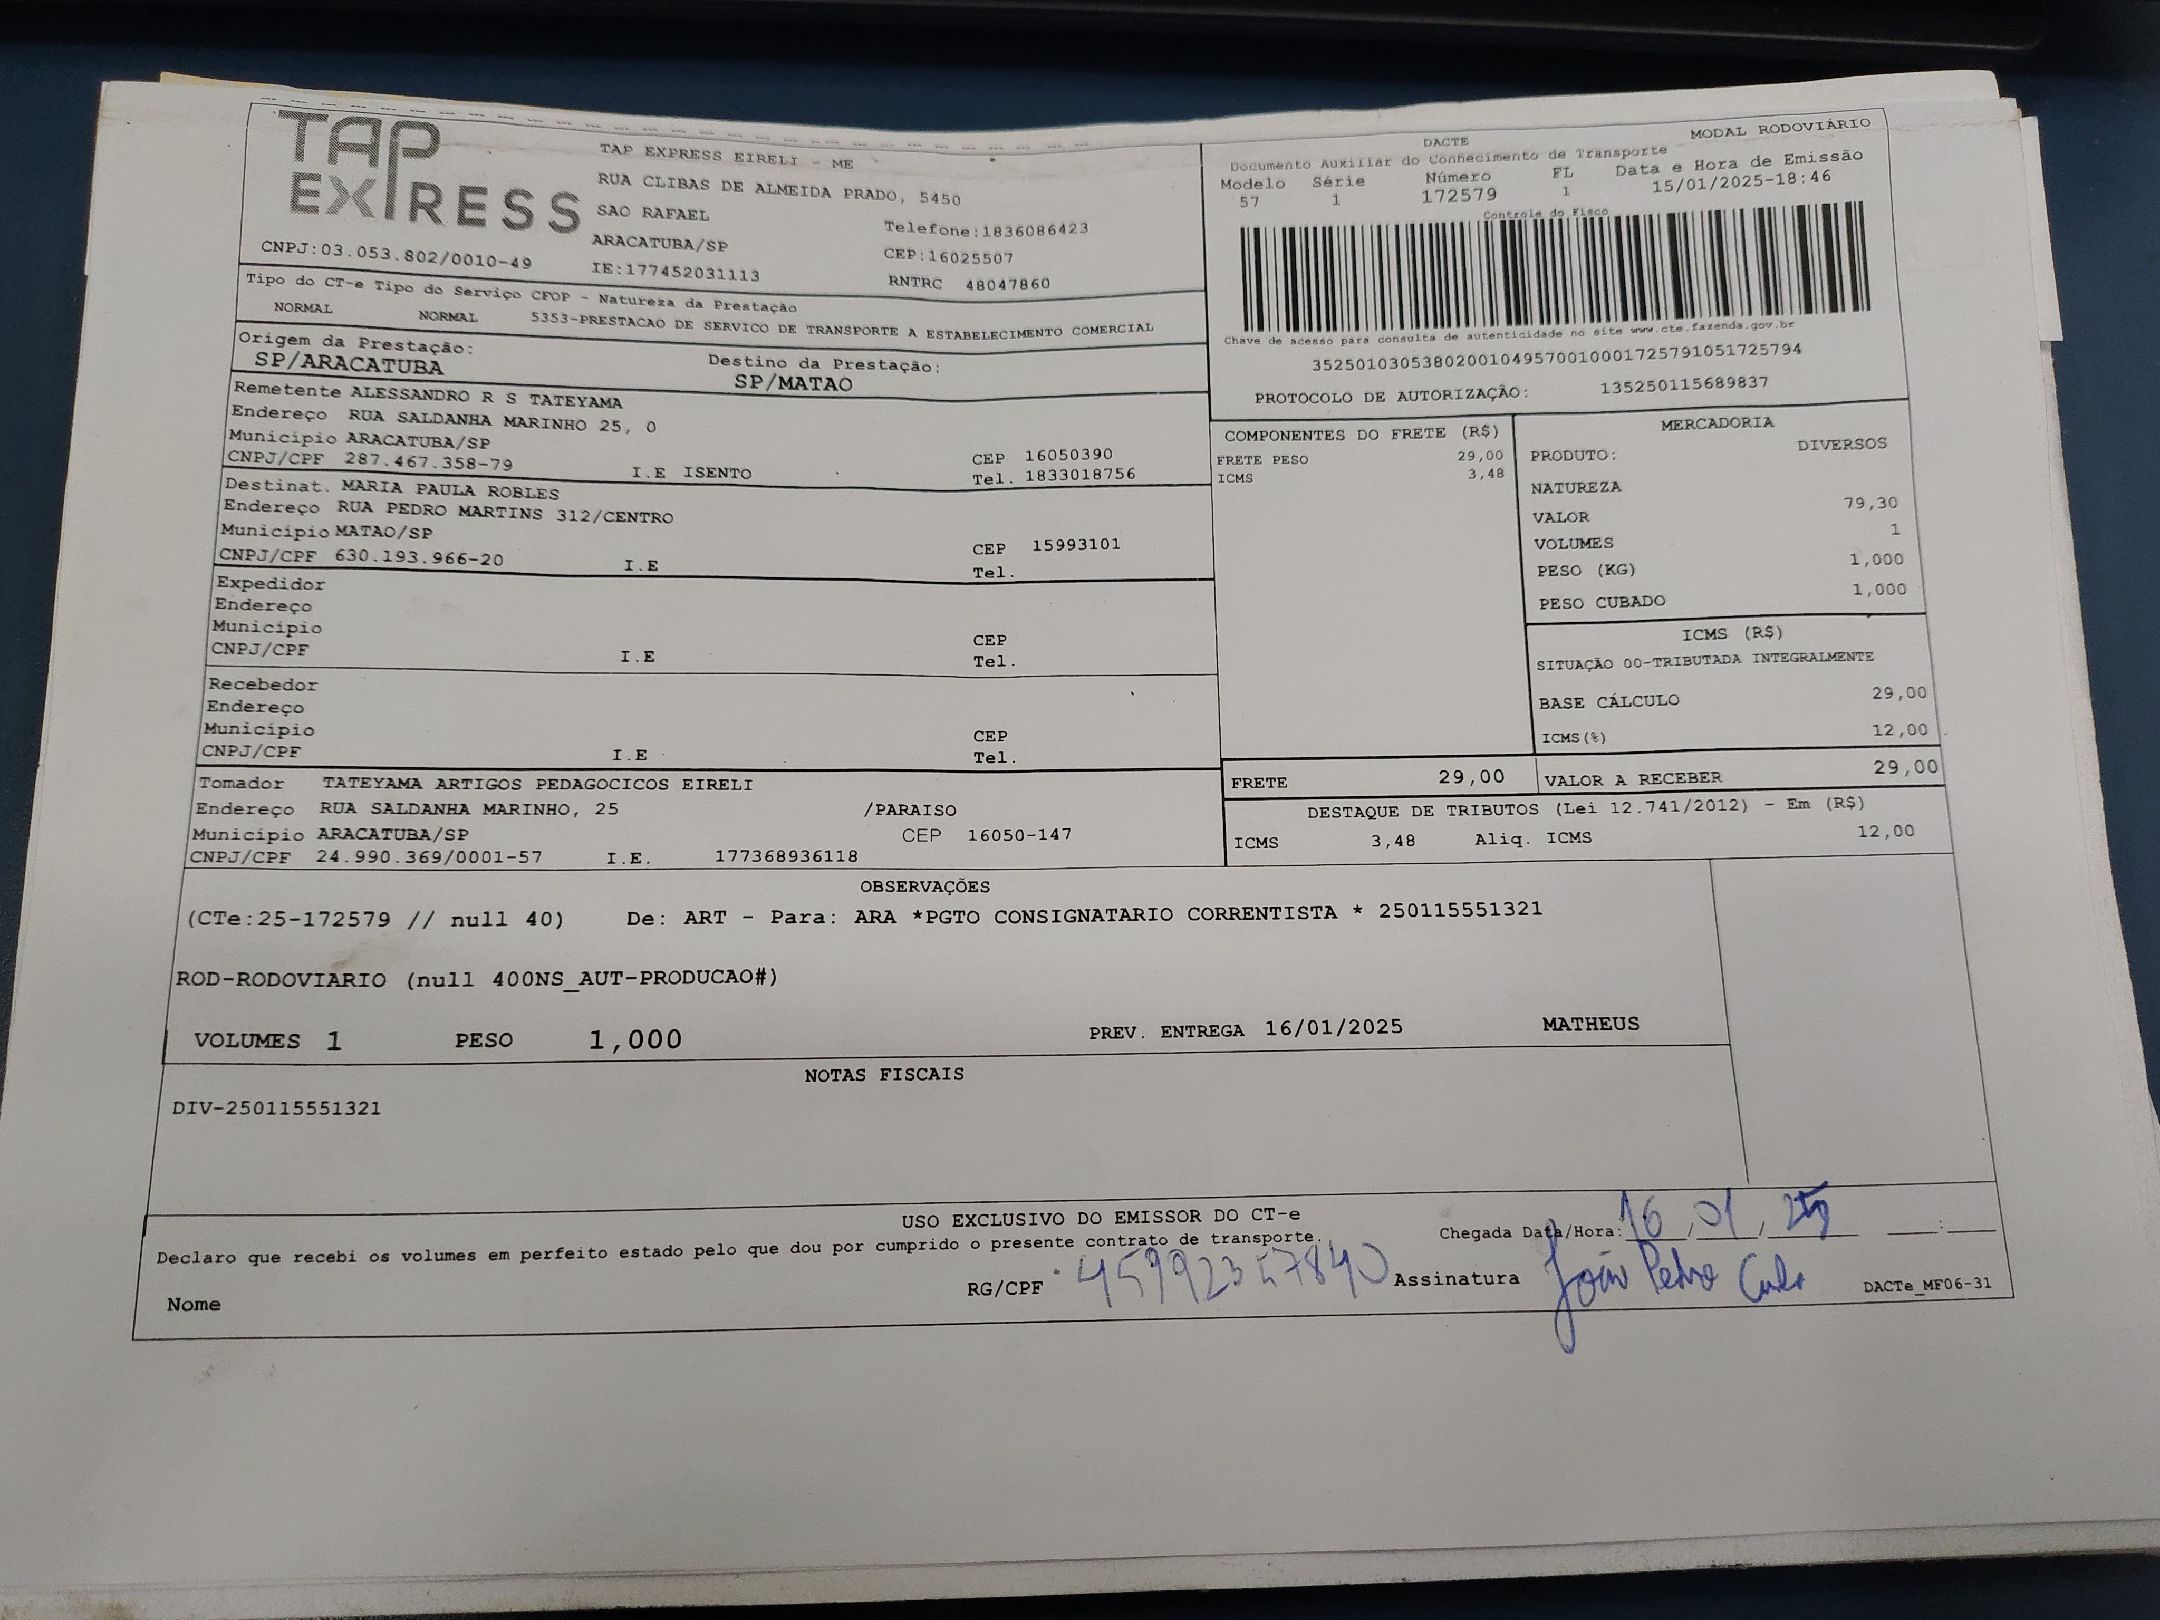 TAP EXPRESS
CNPJ:03.053.802/0010-49
TAP EXPRESS EIRELI - ME
RUA CLIBAS DE ALMEIDA PRADO, 5450
SAO RAFAEL
ARACATUBA/SP
IE:177452031113
Telefone:1836086423
CEP:16025507
RNTRC 48047860
DACTE MODAL RODOVIÁRIO
Documento Auxiliar do Conhecimento de Transporte
Modelo Série Número FL Data e Hora de Emissão
57 1 172579 1 15/01/2025-18:46
Controle do Fisco
Chave de acesso para consulta de autenticidade no site www.cte.fazenda.gov.br
35250103053802001049570010001725791051725794
PROTOCOLO DE AUTORIZAÇÃO: 135250115689837
Tipo do CT-e Tipo do Serviço CFOP - Natureza da Prestação
NORMAL NORMAL 5353-PRESTACAO DE SERVICO DE TRANSPORTE A ESTABELECIMENTO COMERCIAL
Origem da Prestação: Destino da Prestação:
SP/ARACATUBA SP/MATAO
Remetente ALESSANDRO R S TATEYAMA
Endereço RUA SALDANHA MARINHO 25, 0
Município ARACATUBA/SP CEP 16050390
CNPJ/CPF 287.467.358-79 I.E ISENTO Tel. 1833018756
Destinat. MARIA PAULA ROBLES
Endereço RUA PEDRO MARTINS 312/CENTRO
Município MATAO/SP CEP 15993101
CNPJ/CPF 630.193.966-20 I.E Tel.
Expedidor
Endereço
Município CEP
CNPJ/CPF I.E Tel.
Recebedor
Endereço
Município CEP
CNPJ/CPF I.E Tel.
Tomador TATEYAMA ARTIGOS PEDAGOCICOS EIRELI
Endereço RUA SALDANHA MARINHO, 25 /PARAISO
Município ARACATUBA/SP CEP 16050-147
CNPJ/CPF 24.990.369/0001-57 I.E. 177368936118
COMPONENTES DO FRETE (R$)
FRETE PESO 29,00
ICMS 3,48
MERCADORIA
PRODUTO: DIVERSOS
NATUREZA
VALOR 79,30
VOLUMES 1
PESO (KG) 1,000
PESO CUBADO 1,000
ICMS (R$)
SITUAÇÃO 00-TRIBUTADA INTEGRALMENTE
BASE CÁLCULO 29,00
ICMS(%) 12,00
FRETE 29,00 VALOR A RECEBER 29,00
DESTAQUE DE TRIBUTOS (Lei 12.741/2012) - Em (R$)
ICMS 3,48 Aliq. ICMS 12,00
OBSERVAÇÕES
(CTe:25-172579 // null 40) De: ART - Para: ARA *PGTO CONSIGNATARIO CORRENTISTA * 250115551321
ROD-RODOVIARIO (null 400NS_AUT-PRODUCAO#)
VOLUMES 1 PESO 1,000 PREV. ENTREGA 16/01/2025 MATHEUS
NOTAS FISCAIS
DIV-250115551321
USO EXCLUSIVO DO EMISSOR DO CT-e
Declaro que recebi os volumes em perfeito estado pelo que dou por cumprido o presente contrato de transporte.
Chegada Data/Hora: 16, 01,
Nome RG/CPF 45992357840 Assinatura João Pedro
DACTe_MF06-31